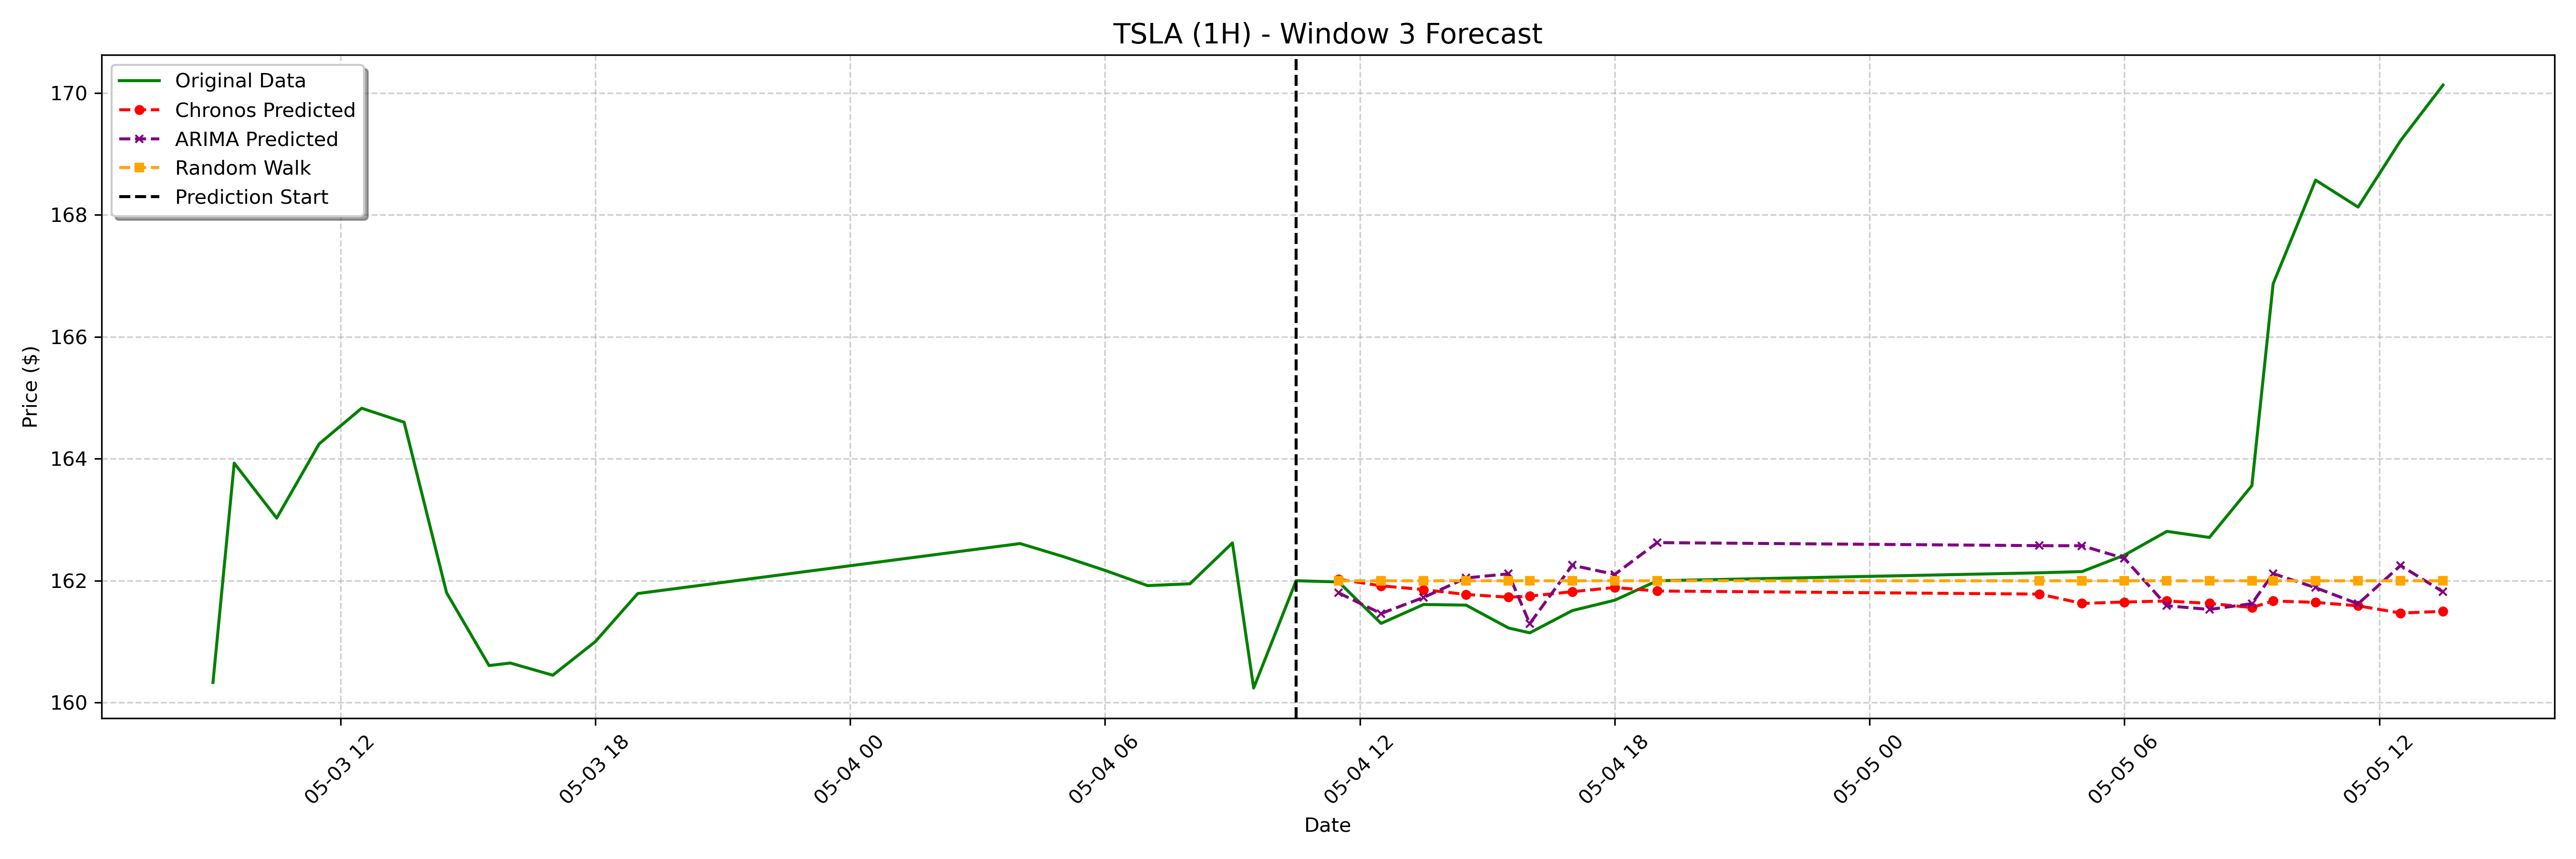 TSLA (1H) - Window 3 Forecast
Original Data
Chronos Predicted
ARIMA Predicted
Random Walk
Prediction Start
Price ($)
170
168
166
164
162
160
05-03 12
05-03 18
05-04 00
05-04 06
05-04 12
05-04 18
05-05 00
05-05 06
05-05 12
Date